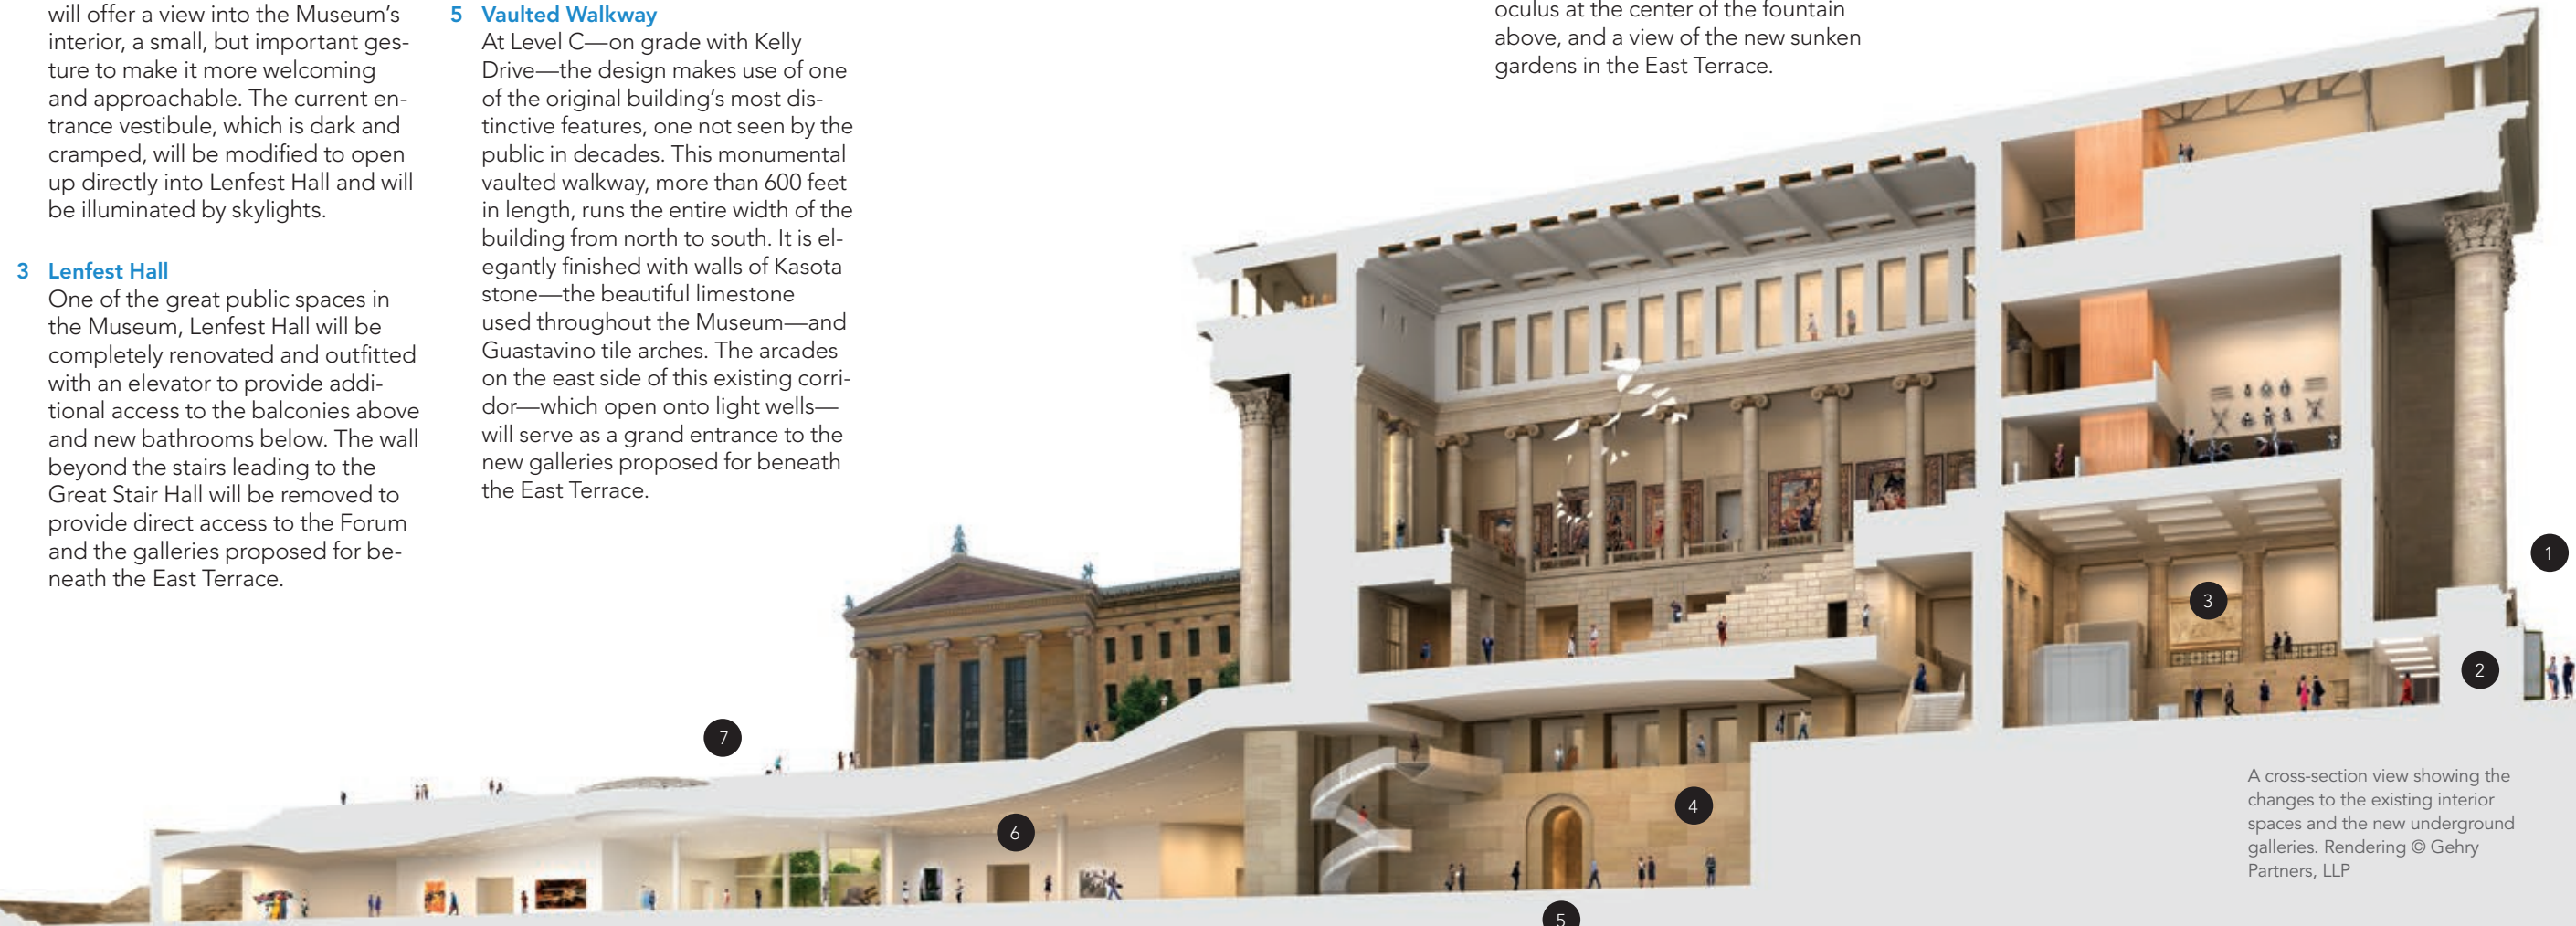 will offer a view into the Museum's
interior, a small, but important ges-
ture to make it more welcoming
and approachable. The current en-
trance vestibule, which is dark and
cramped, will be modified to open
up directly into Lenfest Hall and will
be illuminated by skylights.
3 Lenfest Hall
One of the great public spaces in
the Museum, Lenfest Hall will be
completely renovated and outfitted
with an elevator to provide addi-
tional access to the balconies above
and new bathrooms below. The wall
beyond the stairs leading to the
Great Stair Hall will be removed to
provide direct access to the Forum
and the galleries proposed for be-
neath the East Terrace.
5 Vaulted Walkway
At Level C—on grade with Kelly
Drive—the design makes use of one
of the original building's most dis-
tinctive features, one not seen by the
public in decades. This monumental
vaulted walkway, more than 600 feet
in length, runs the entire width of the
building from north to south. It is el-
egantly finished with walls of Kasota
stone—the beautiful limestone
used throughout the Museum—and
Guastavino tile arches. The arcades
on the east side of this existing corri-
dor—which open onto light wells—
will serve as a grand entrance to the
new galleries proposed for beneath
the East Terrace.
oculus at the center of the fountain
above, and a view of the new sunken
gardens in the East Terrace.
1
3
2
7
4
6
5
A cross-section view showing the
changes to the existing interior
spaces and the new underground
galleries. Rendering © Gehry
Partners, LLP